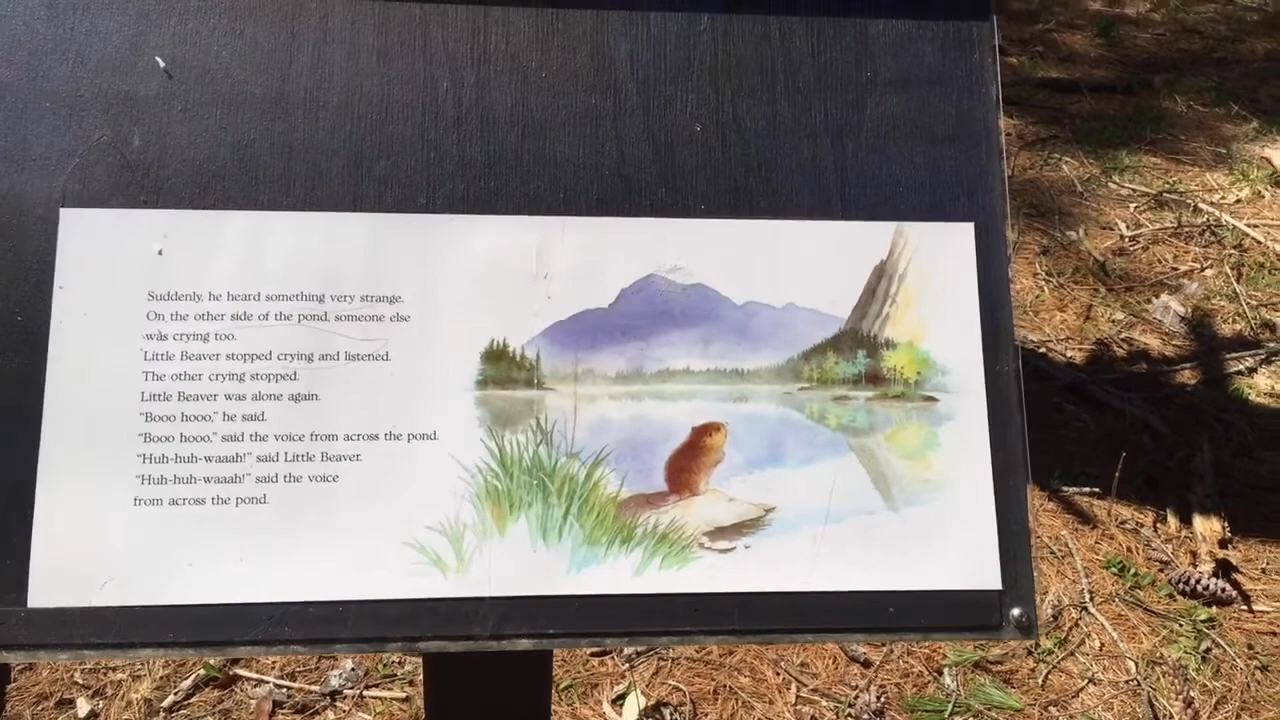 Suddenly, he heard something very strange.
On the other side of the pond, someone else
was crying too.
Little Beaver stopped crying and listened.
The other crying stopped.
Little Beaver was alone again.
"Booo hooo," he said.
"Booo hooo," said the voice from across the pond.
"Huh-huh-waaah!" said Little Beaver.
"Huh-huh-waaah!" said the voice
from across the pond.